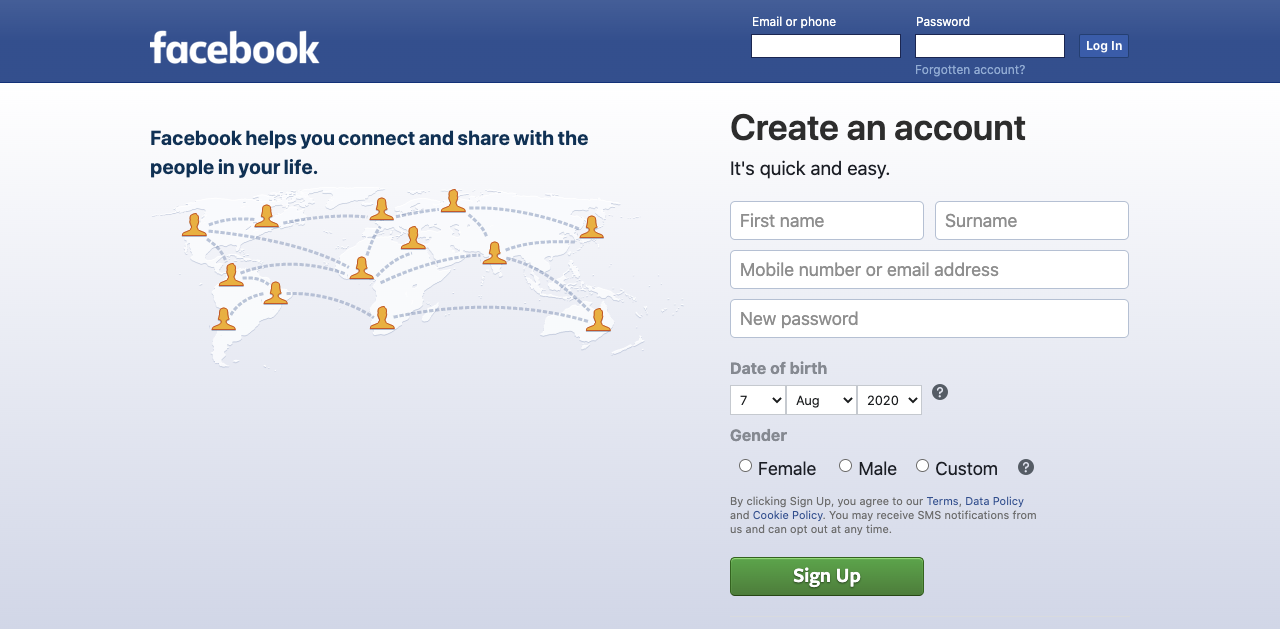 facebook
Email or phone
Password
Log In
Forgotten account?
Facebook helps you connect and share with the
people in your life.
Create an account
It's quick and easy.
First name
Surname
Mobile number or email address
New password
Date of birth
7
Aug
2020
?
Gender
Female
Male
Custom
?
By clicking Sign Up, you agree to our Terms, Data Policy
and Cookie Policy. You may receive SMS notifications from
us and can opt out at any time.
Sign Up